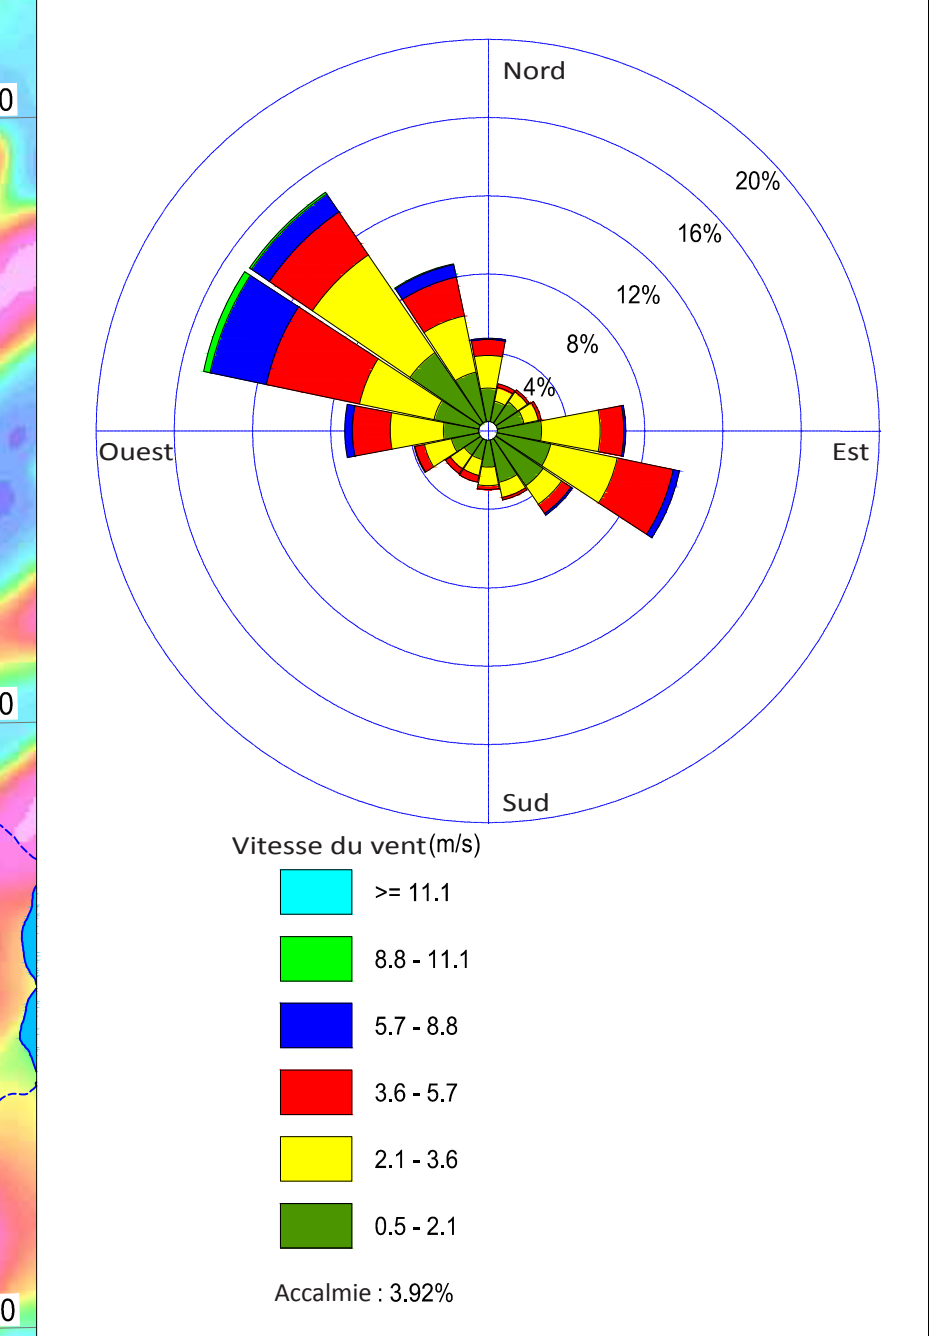 Nord
0
20%
16%
12%
8%
4%
Ouest
Est
0
Sud
Vitesse du vent (m/s)
>= 11.1
8.8 - 11.1
5.7 - 8.8
3.6 - 5.7
2.1 - 3.6
0.5 - 2.1
Accalmie : 3.92%
0